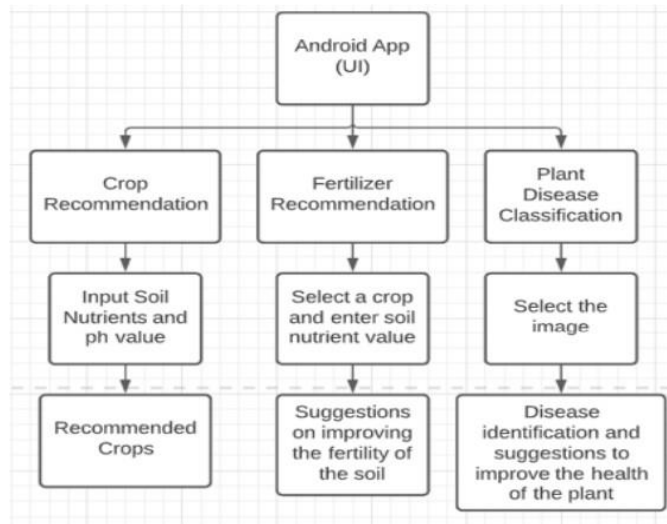 Android App
(UI)
Crop
Recommendation
Fertilizer
Recommendation
Plant
Disease
Classification
Input Soil
Nutrients and
ph value
Select a crop
and enter soil
nutrient value
Select the
image
Recommended
Crops
Suggestions
on improving
the fertility of
the soil
Disease
identification and
suggestions to
improve the health
of the plant